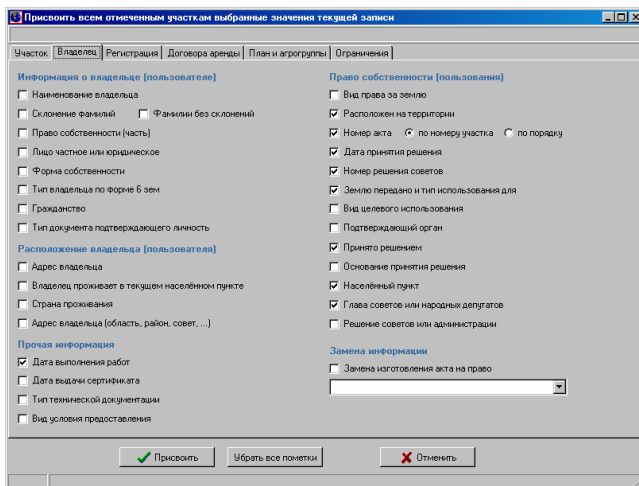 Присвоить всем отмеченным участкам выбранные значения текущей записи
Участок Владелец Регистрация Договора аренды План и агрогруппы Ограничения
Информация о владельце (пользователе)
Наименование владельца
Склонение фамилий Фамилии без склонений
Право собственности (часть)
Лицо частное или юридическое
Форма собственности
Тип владельца по форме 6 зем
Гражданство
Тип документа подтверждающего личность
Расположение владельца (пользователя)
Адрес владельца
Владелец проживает в текущем населённом пункте
Страна проживания
Адрес владельца (область, район, совет, ...)
Прочая информация
Дата выполнения работ
Дата выдачи сертификата
Тип технической документации
Вид условия предоставления
Право собственности (пользования)
Вид права за землю
Расположен на территории
Номер акта по номеру участка по порядку
Дата принятия решения
Номер решения советов
Землю передано и тип использования для
Вид целевого использования
Подтверждающий орган
Принято решением
Основание принятия решения
Населённый пункт
Глава советов или народных депутатов
Решение советов или администрации
Замена информации
Замена изготовления акта на право
Присвоить Убрать все пометки Отменить